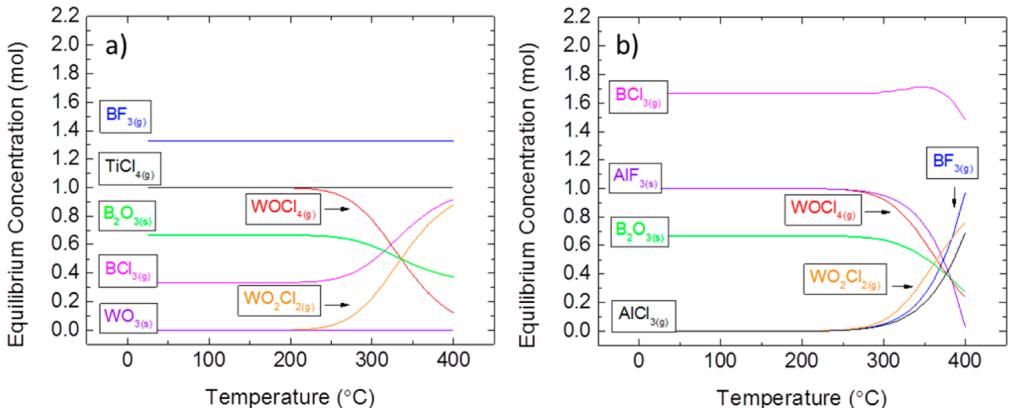 a)
Equilibrium Concentration (mol)
2.2
2.0
1.8
1.6
1.4
1.2
1.0
0.8
0.6
0.4
0.2
0.0
BF3(g)
TiCl4(g)
B2O3(s)
BCl3(g)
WO3(s)
WOCl4(g)
WO2Cl2(g)
0 100 200 300 400
Temperature (°C)
b)
Equilibrium Concentration (mol)
2.2
2.0
1.8
1.6
1.4
1.2
1.0
0.8
0.6
0.4
0.2
0.0
BCl3(g)
BF3(g)
AlF3(s)
WOCl4(g)
B2O3(s)
WO2Cl2(g)
AlCl3(g)
0 100 200 300 400
Temperature (°C)